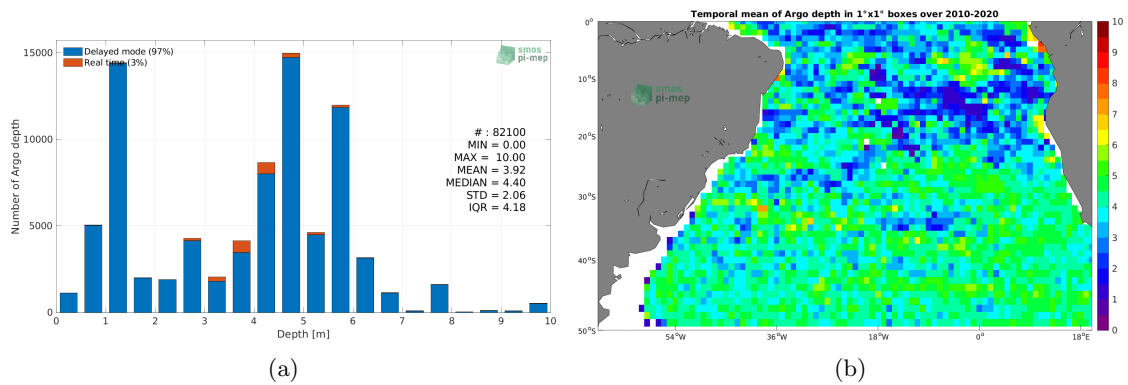 Delayed mode (97%)
Real time (3%)
smos
pi-mep
15000
10000
5000
0
Number of Argo depth
# : 82100
MIN = 0.00
MAX = 10.00
MEAN = 3.92
MEDIAN = 4.40
STD = 2.06
IQR = 4.18
0 1 2 3 4 5 6 7 8 9 10
Depth [m]
(a)
Temporal mean of Argo depth in 1°x1° boxes over 2010-2020
0°
10°S
20°S
30°S
40°S
50°S
smos
pi-mep
54°W 36°W 18°W 0° 18°E
10
9
8
7
6
5
4
3
2
1
0
(b)